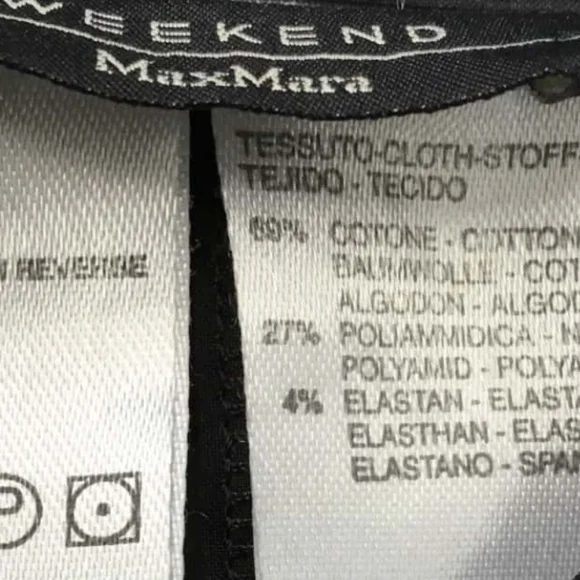 WEEKEND
MaxMara
REVERSE
P
TESSUTO-CLOTH-STOFF
TEJIDO - TECIDO
69% COTONE - COTTON
BAUMWOLLE - COT
ALGODON - ALGO
27% POLIAMMIDICA - N
POLYAMID - POLYA
4% ELASTAN - ELASTA
ELASTHAN - ELAS
ELASTANO - SPAN